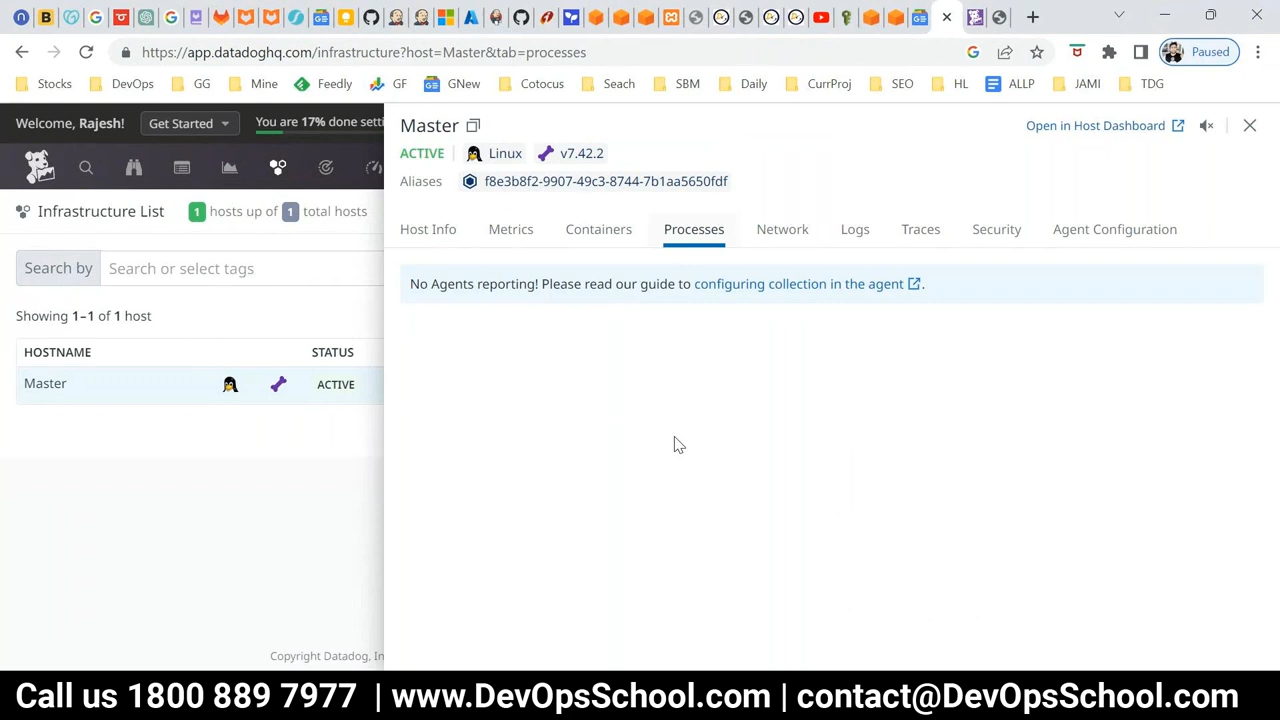 https://app.datadoghq.com/infrastructure?host=Master&tab=processes
Paused
Stocks DevOps GG Mine Feedly GF GNew Cotocus Seach SBM Daily CurrProj SEO HL ALLP JAMI TDG
Welcome, Rajesh! Get Started You are 17% done setti
Infrastructure List 1 hosts up of 1 total hosts
Search by Search or select tags
Showing 1–1 of 1 host
HOSTNAME STATUS
Master ACTIVE
Copyright Datadog, In
Master Open in Host Dashboard
ACTIVE Linux v7.42.2
Aliases f8e3b8f2-9907-49c3-8744-7b1aa5650fdf
Host Info Metrics Containers Processes Network Logs Traces Security Agent Configuration
No Agents reporting! Please read our guide to configuring collection in the agent .
Call us 1800 889 7977 | www.DevOpsSchool.com | contact@DevOpsSchool.com